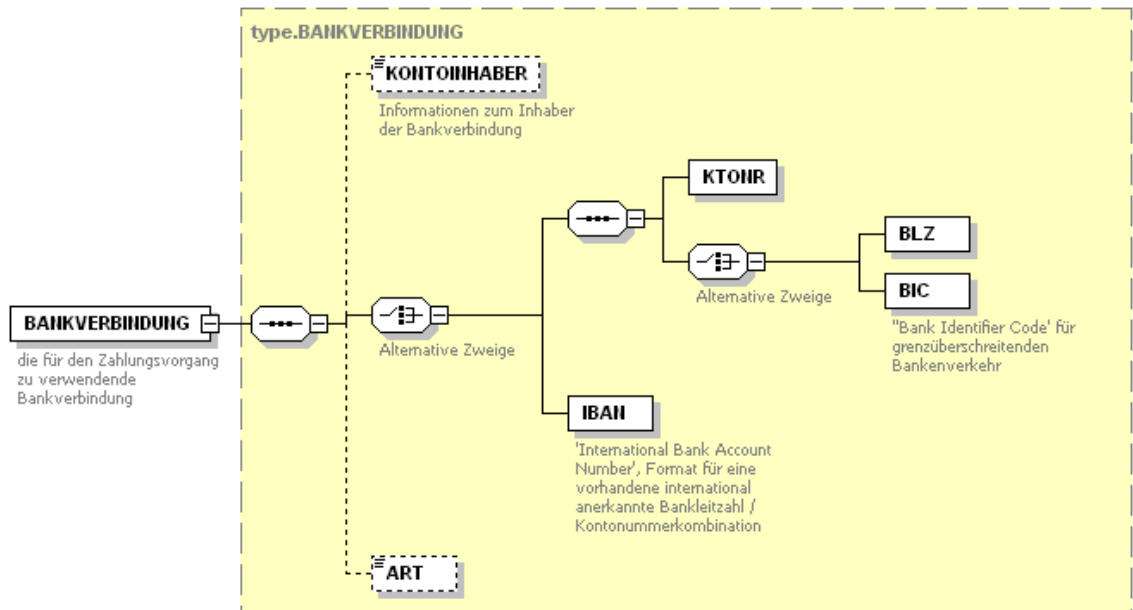 type.BANKVERBINDUNG
KONTOINHABER
Informationen zum Inhaber
der Bankverbindung
KTONR
BLZ
Alternative Zweige
BIC
"Bank Identifier Code' für
grenzüberschreitenden
Bankenverkehr
BANKVERBINDUNG
die für den Zahlungsvorgang
zu verwendende
Bankverbindung
Alternative Zweige
IBAN
'International Bank Account
Number', Format für eine
vorhandene international
anerkannte Bankleitzahl /
Kontonummerkombination
ART